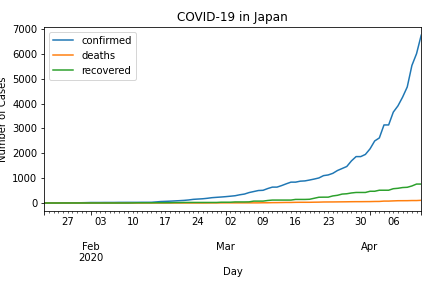 COVID-19 in Japan
confirmed
deaths
recovered
7000
6000
5000
4000
3000
2000
1000
0
Number of Cases
27 03 10 17 24 02 09 16 23 30 06
Feb Mar Apr
2020
Day